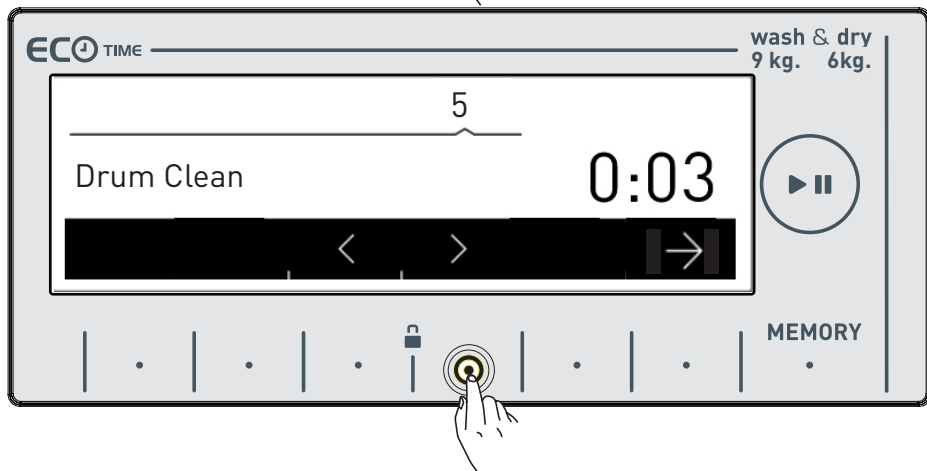 ECO TIME
wash & dry
9 kg. 6kg.
5
Drum Clean
0:03
MEMORY